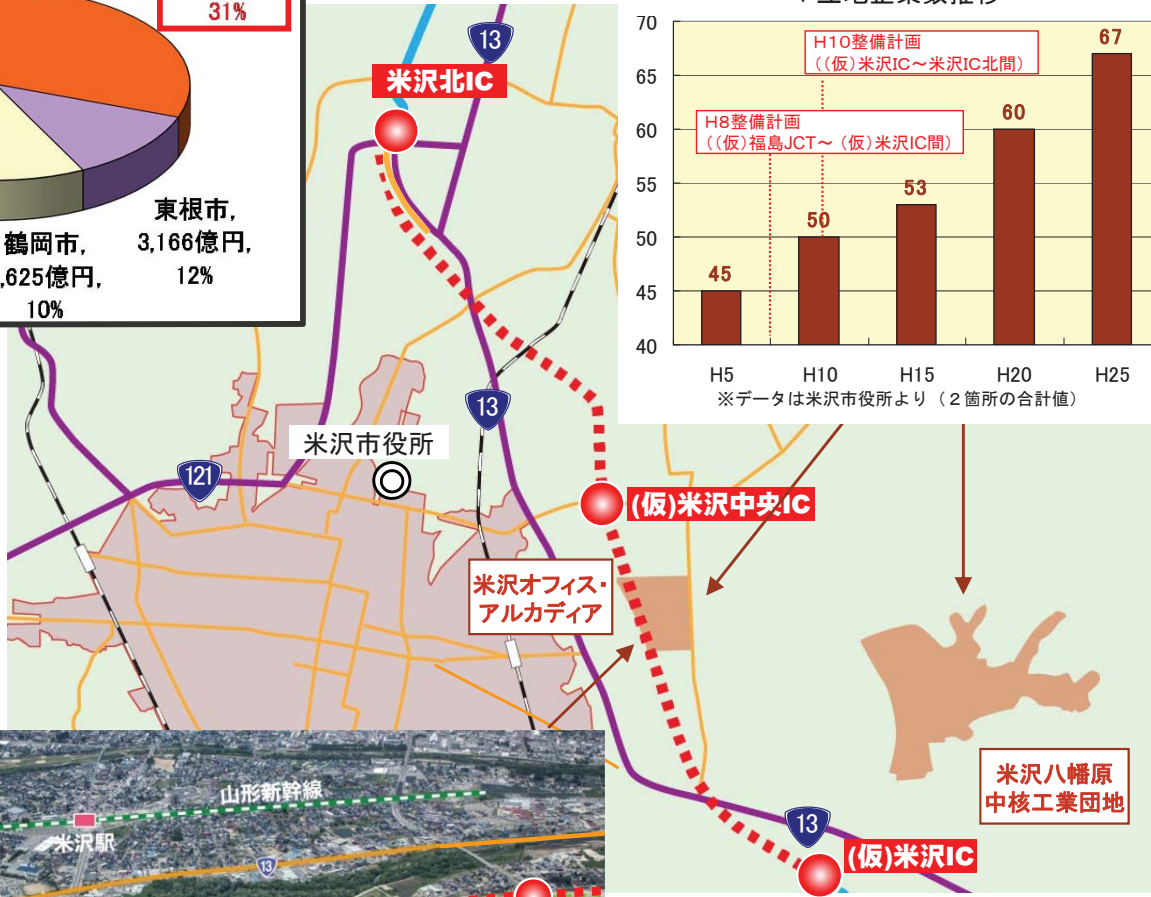 31%
東根市,
3,166億円,
12%
鶴岡市,
,625億円,
10%
70
65
60
55
50
45
40
H10整備計画
((仮)米沢IC～米沢IC北間)
H8整備計画
((仮)福島JCT～ (仮)米沢IC間)
45
50
53
60
67
H5
H10
H15
H20
H25
※データは米沢市役所より（２箇所の合計値）
13
米沢北IC
13
米沢市役所
121
(仮)米沢中央IC
米沢オフィス・
アルカディア
米沢八幡原
中核工業団地
13
(仮)米沢IC
山形新幹線
米沢駅
13